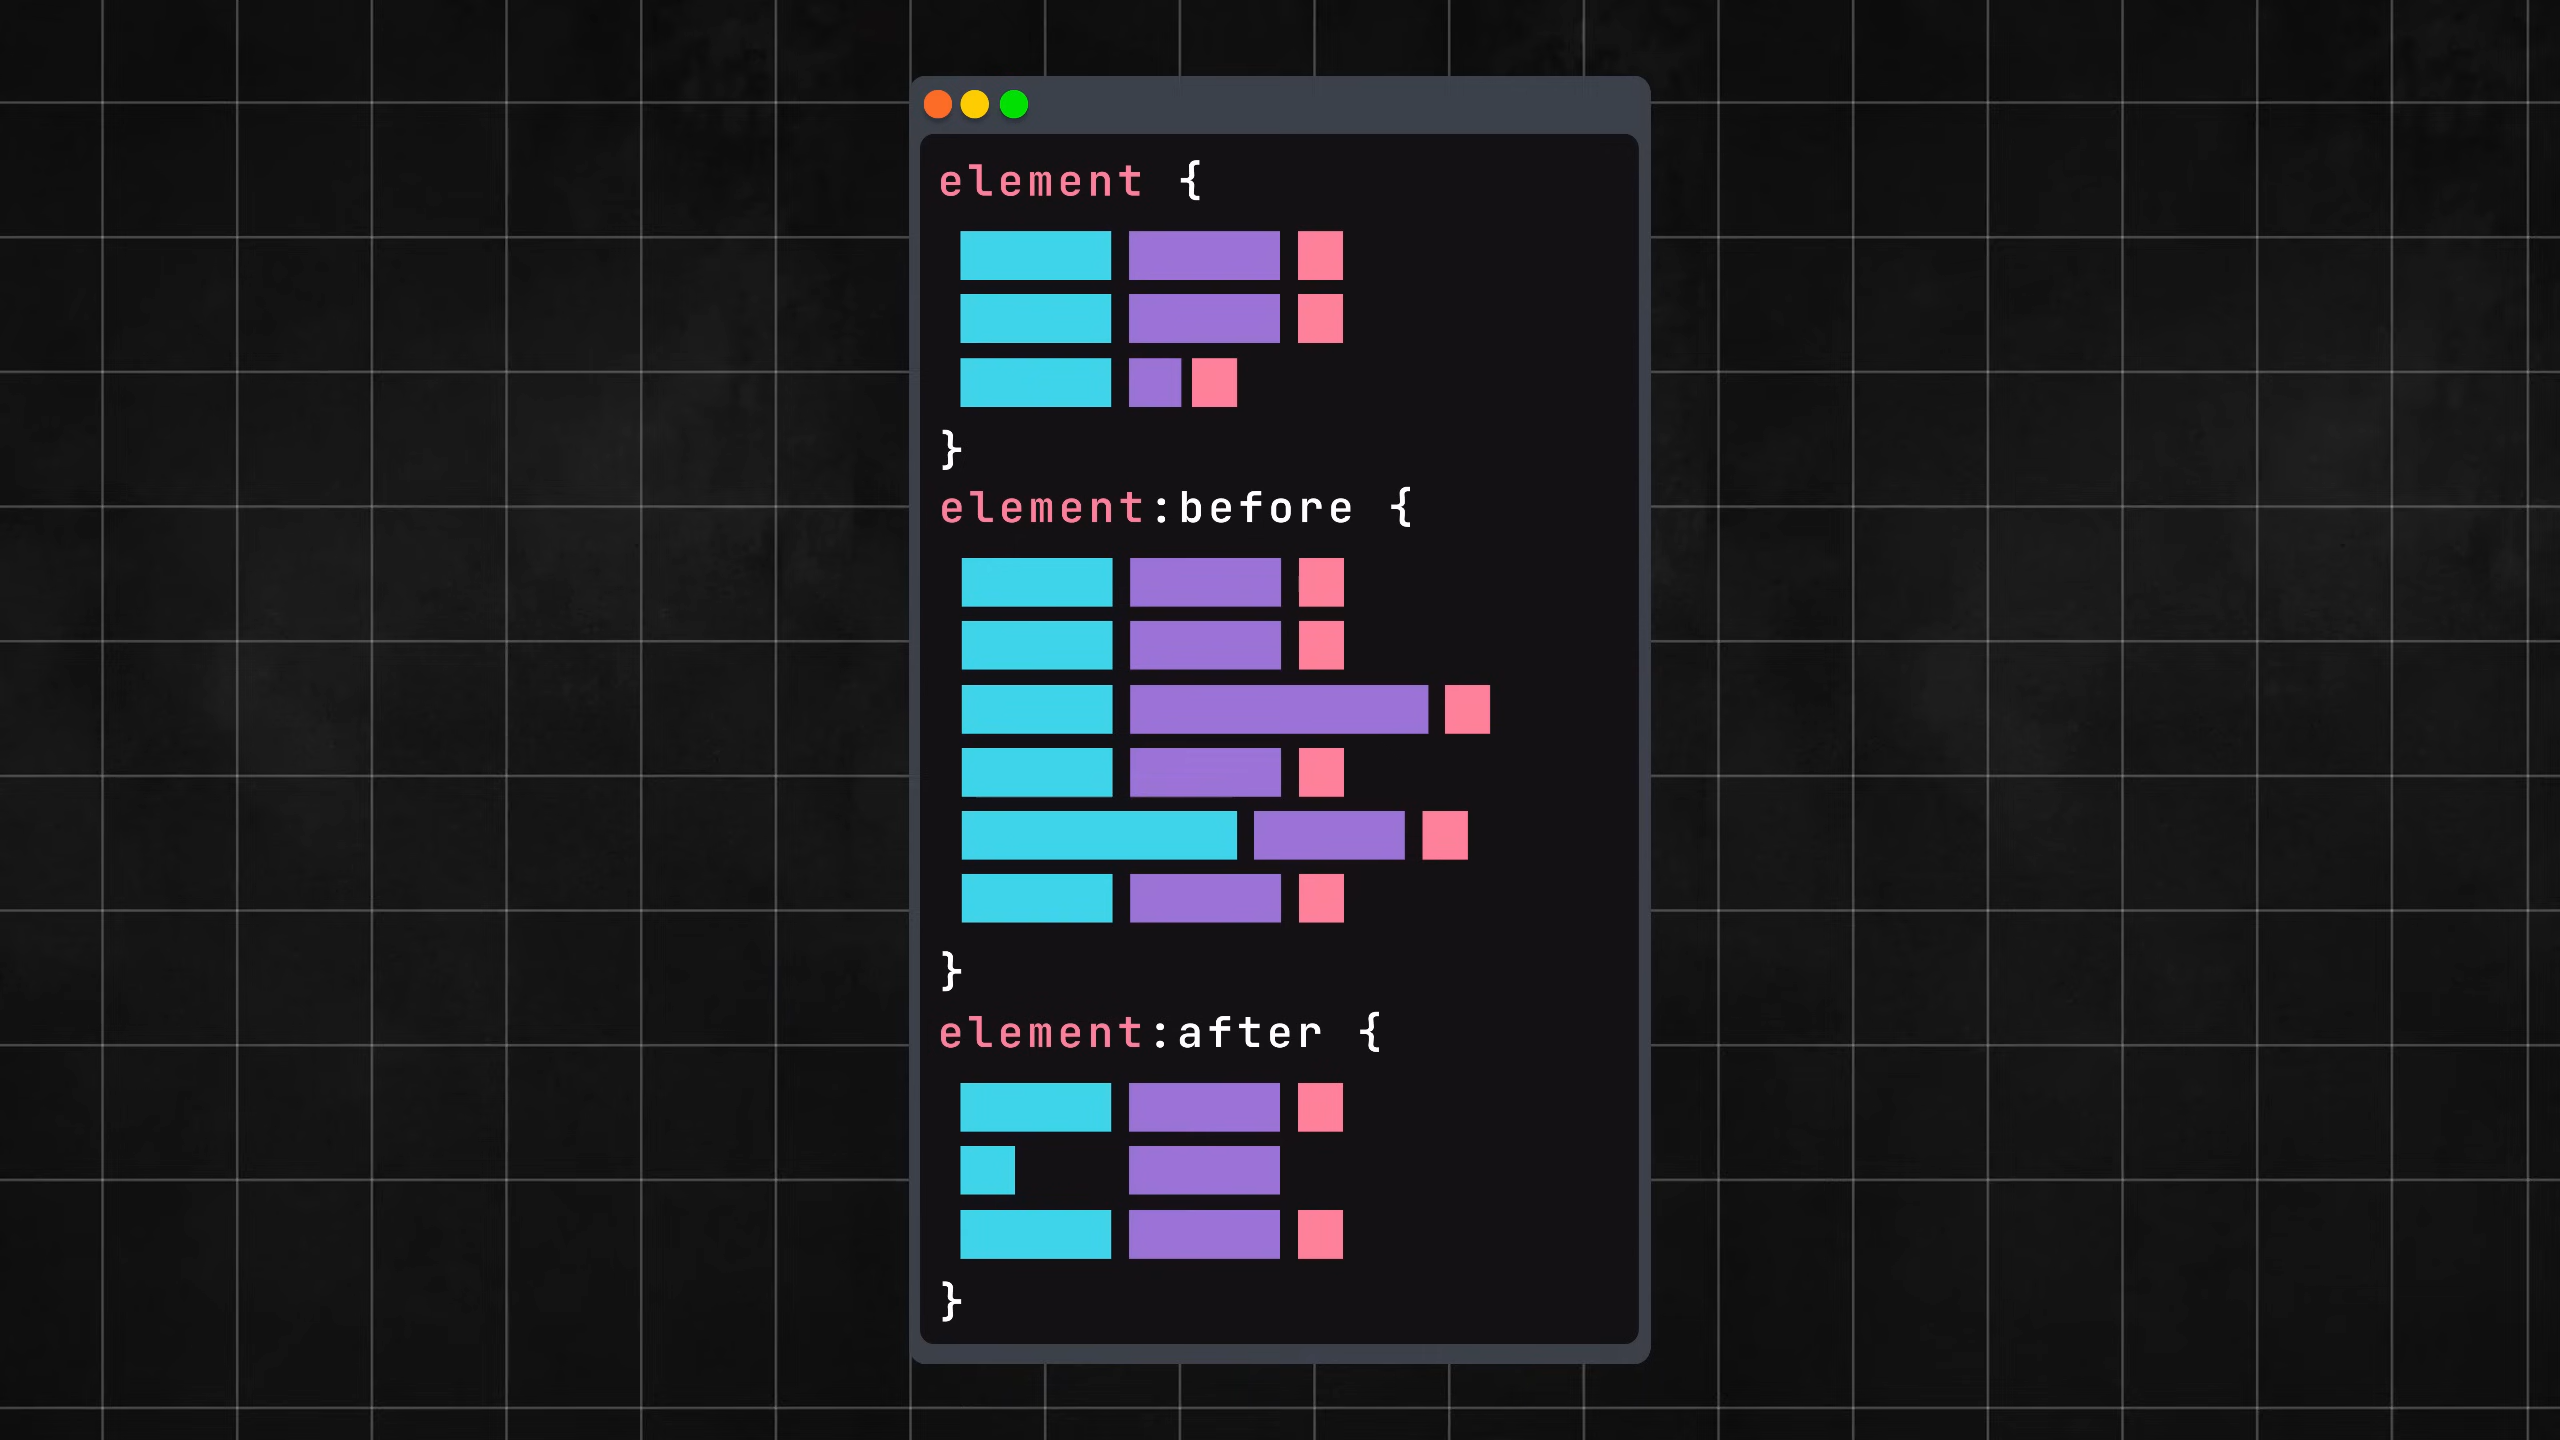 element {
}
element:before {
}
element:after {
}